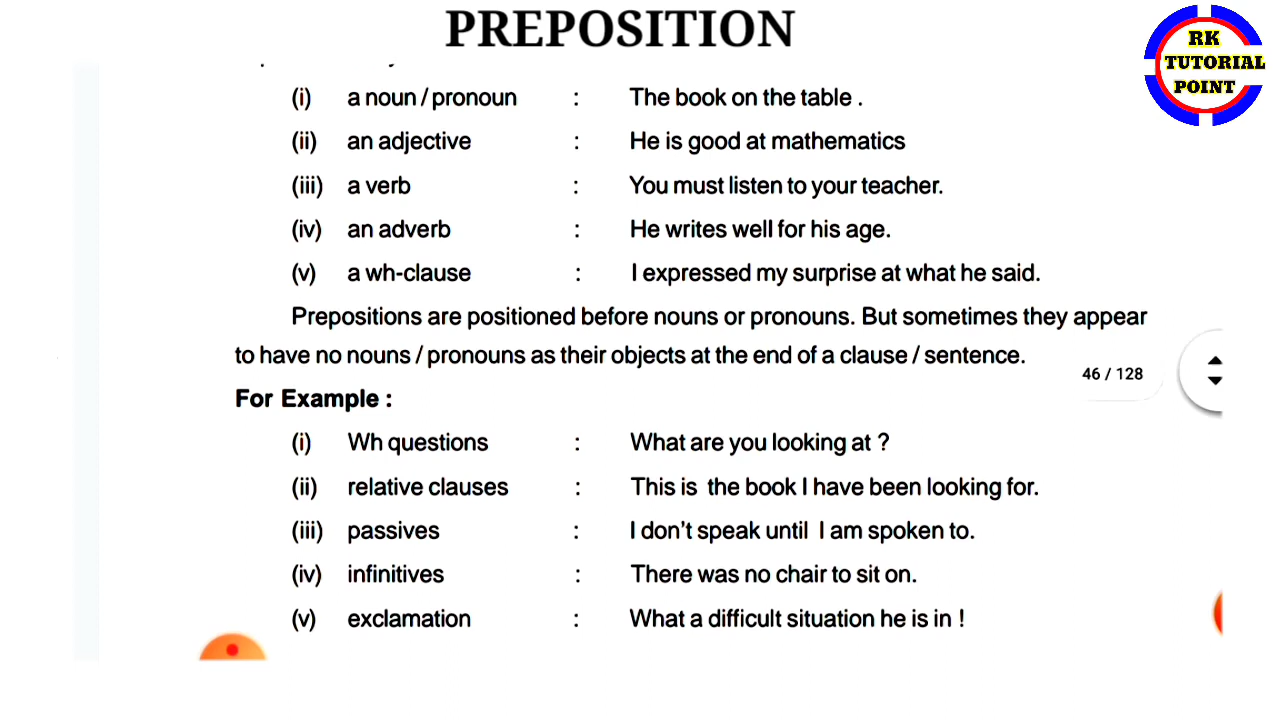 PREPOSITION
RK
TUTORIAL
POINT
(i) a noun / pronoun : The book on the table .
(ii) an adjective : He is good at mathematics
(iii) a verb : You must listen to your teacher.
(iv) an adverb : He writes well for his age.
(v) a wh-clause : I expressed my surprise at what he said.
Prepositions are positioned before nouns or pronouns. But sometimes they appear
to have no nouns / pronouns as their objects at the end of a clause / sentence.
46 / 128
For Example :
(i) Wh questions : What are you looking at ?
(ii) relative clauses : This is the book I have been looking for.
(iii) passives : I don't speak until I am spoken to.
(iv) infinitives : There was no chair to sit on.
(v) exclamation : What a difficult situation he is in !